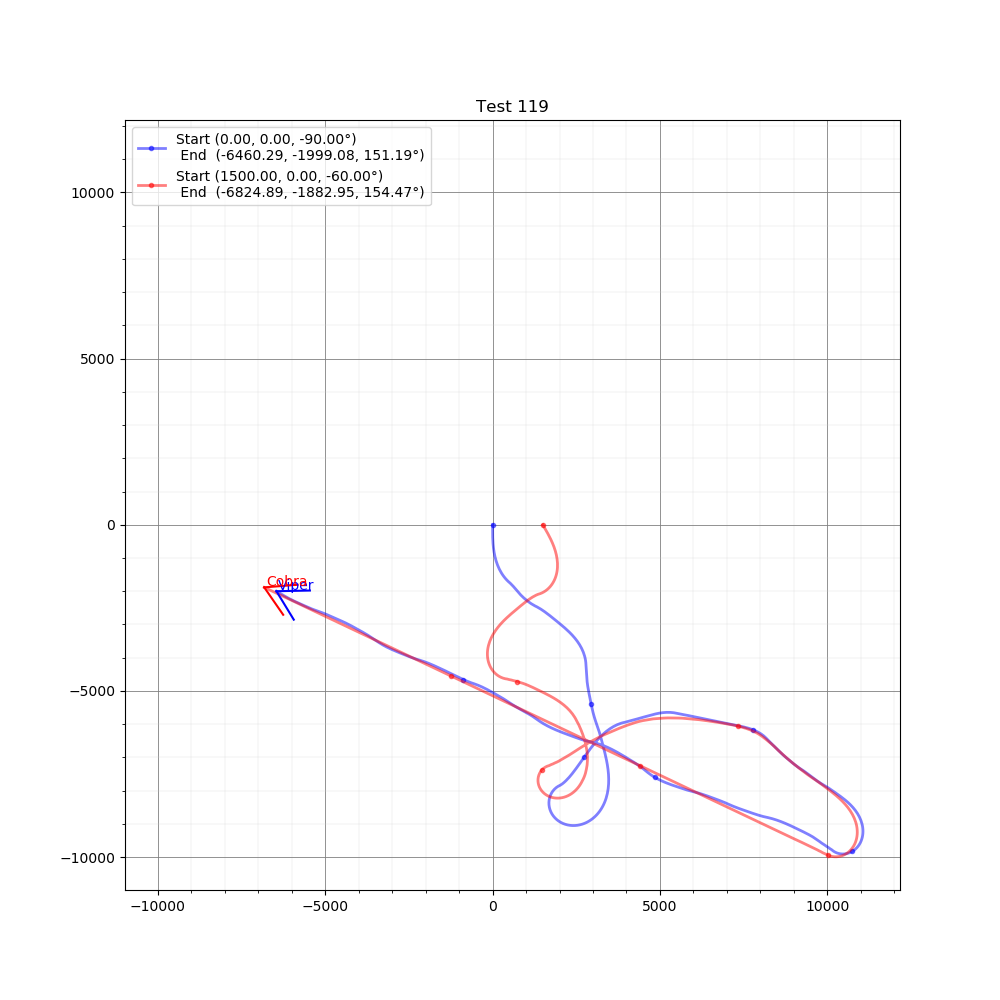 Test 119
Start (0.00, 0.00, -90.00°)
End (-6460.29, -1999.08, 151.19°)
Start (1500.00, 0.00, -60.00°)
End (-6824.89, -1882.95, 154.47°)
10000
5000
0
−5000
−10000
Cobra
Viper
−10000
−5000
0
5000
10000